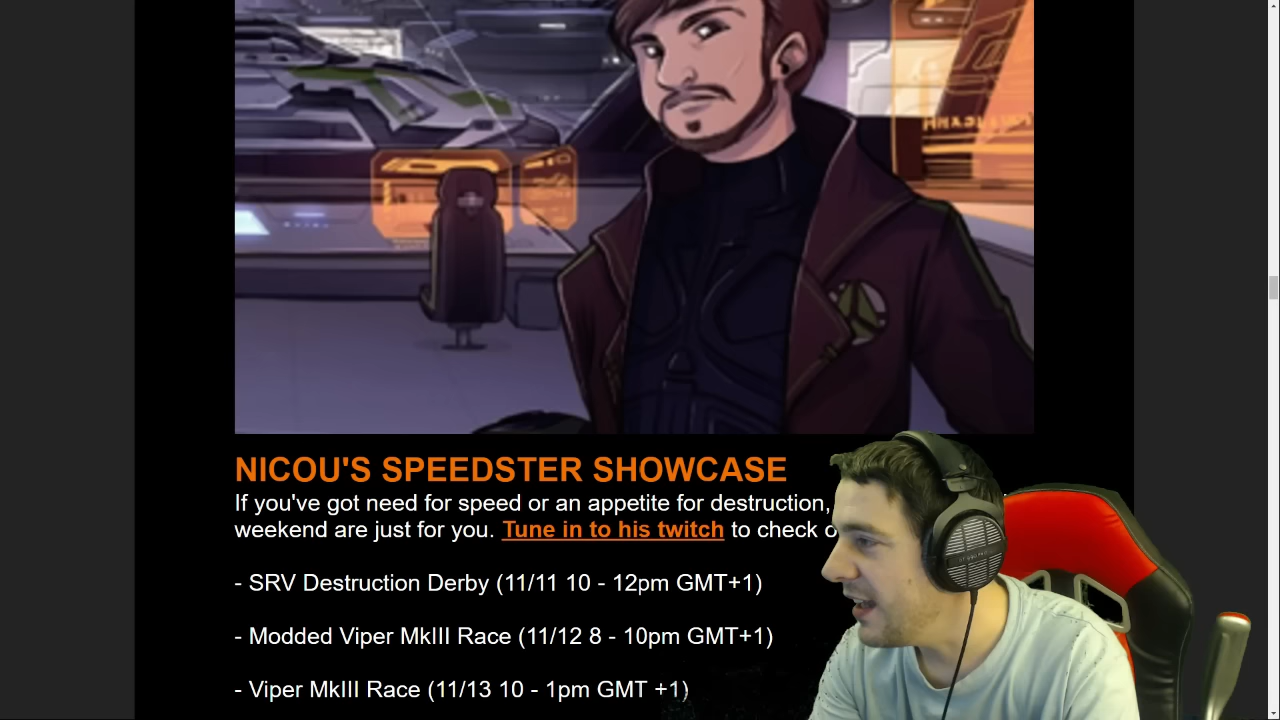 NICOU'S SPEEDSTER SHOWCASE
If you've got need for speed or an appetite for destruction,
weekend are just for you. Tune in to his twitch to check o
- SRV Destruction Derby (11/11 10 - 12pm GMT+1)
- Modded Viper MkIII Race (11/12 8 - 10pm GMT+1)
- Viper MkIII Race (11/13 10 - 1pm GMT +1)